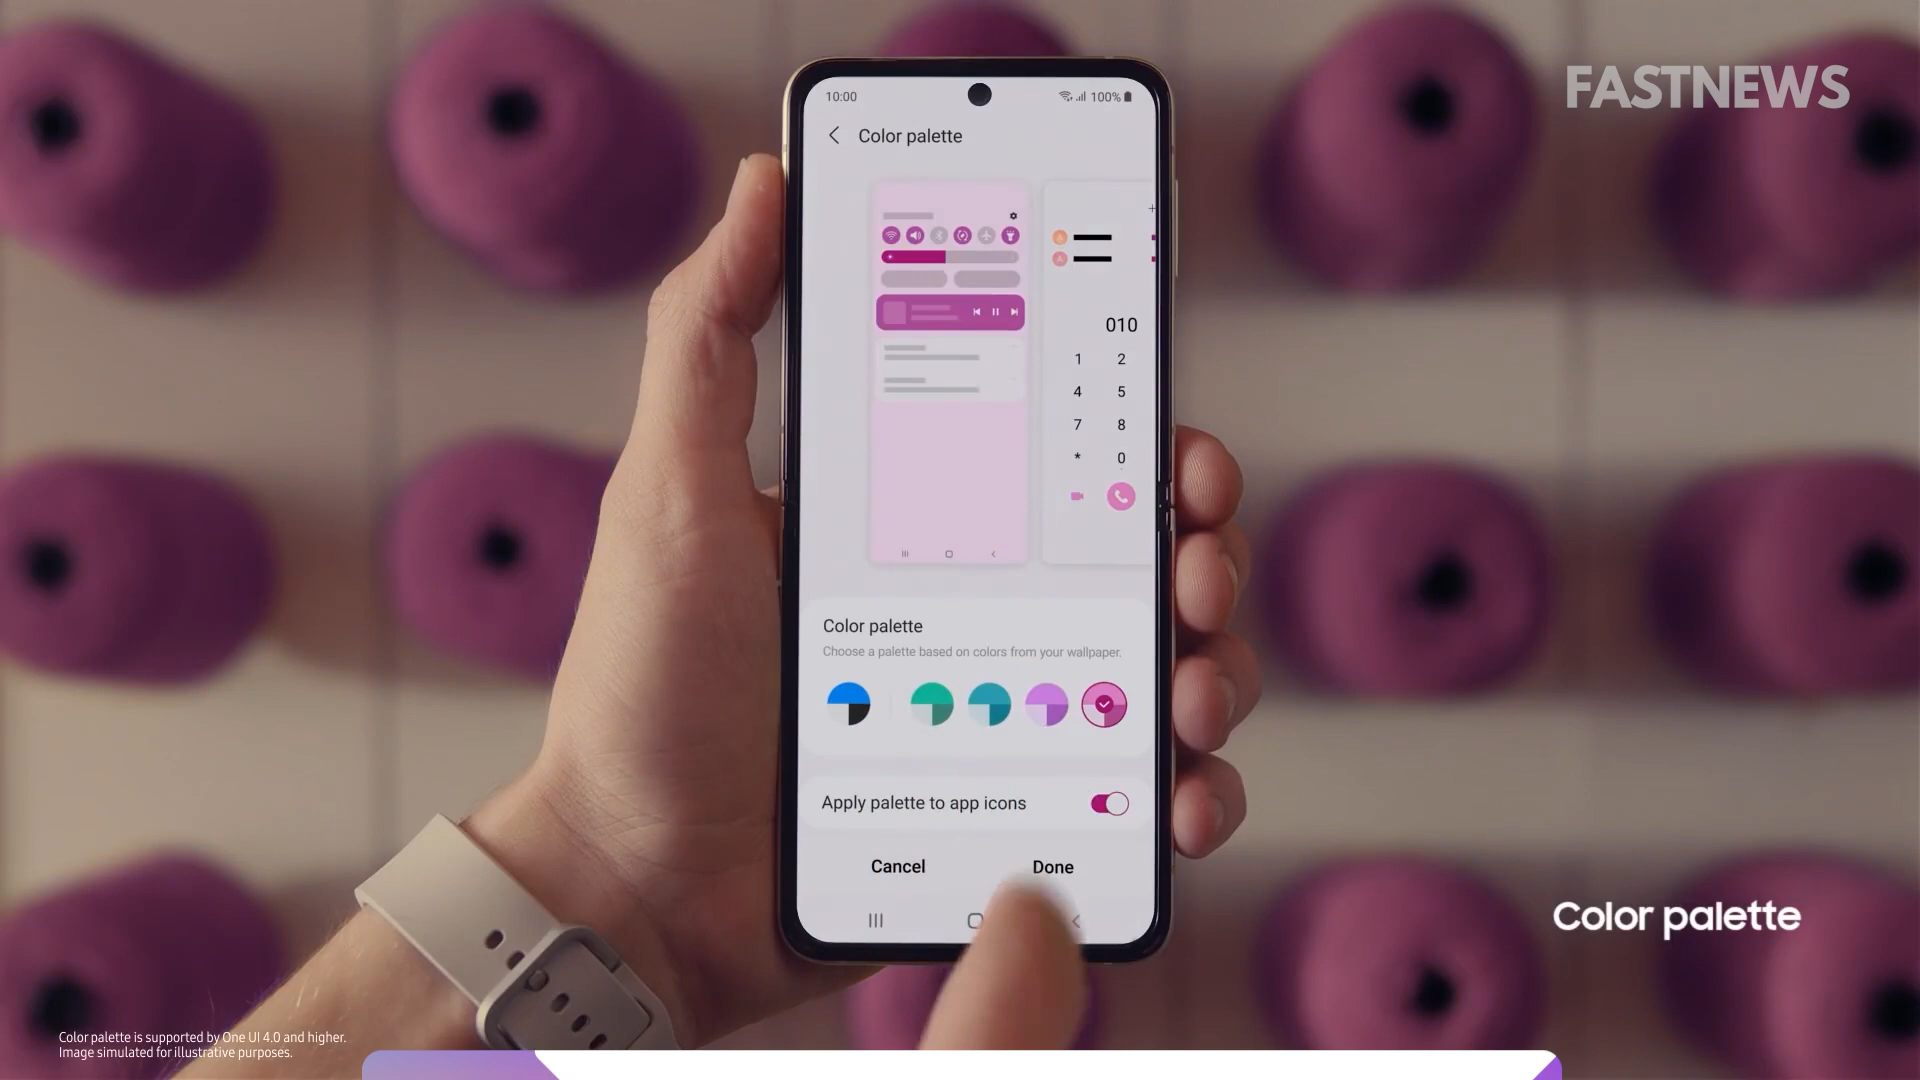 FASTNEWS
10:00
100%
Color palette
010
1 2
4 5
7 8
* 0
Color palette
Choose a palette based on colors from your wallpaper.
Apply palette to app icons
Cancel
Done
Color palette
Color palette is supported by One UI 4.0 and higher.
Image simulated for illustrative purposes.